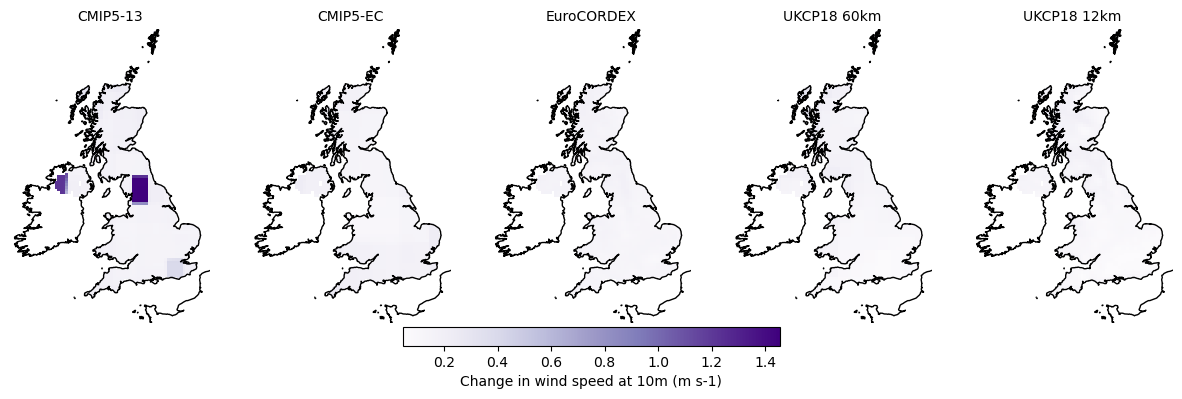 CMIP5-13
CMIP5-EC
EuroCORDEX
UKCP18 60km
UKCP18 12km
0.2
0.4
0.6
0.8
1.0
1.2
1.4
Change in wind speed at 10m (m s-1)